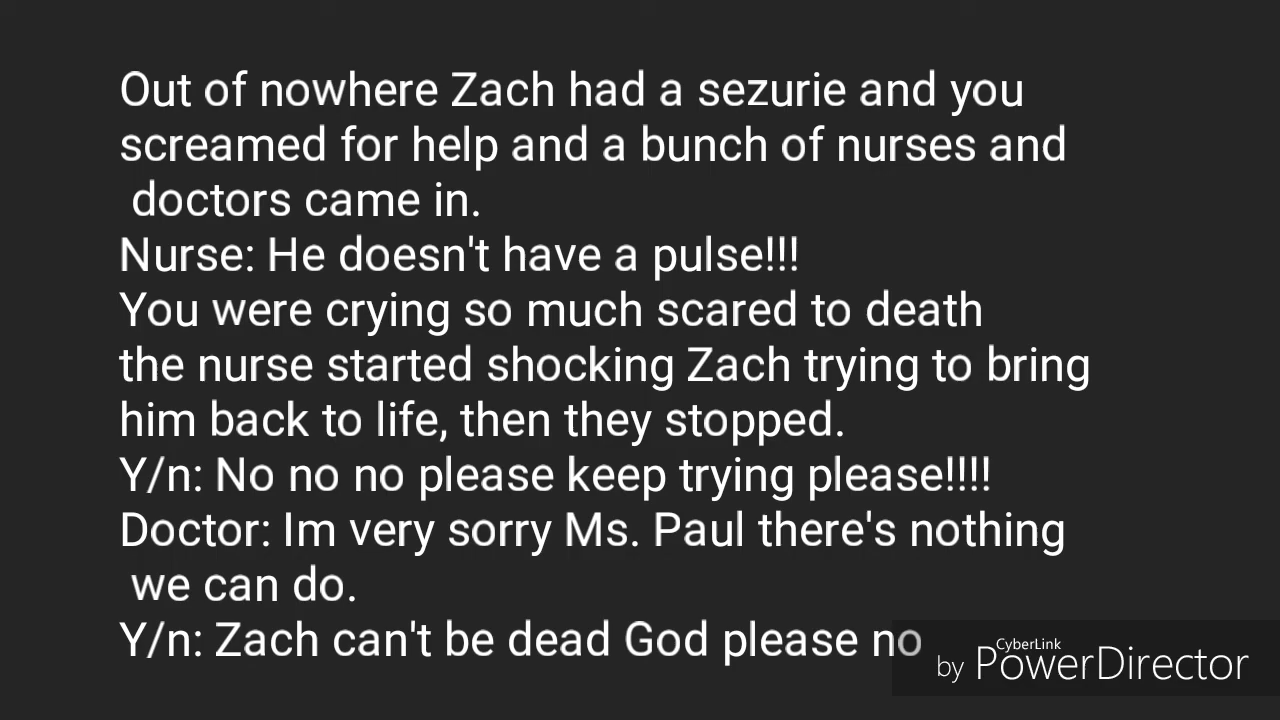 Out of nowhere Zach had a sezurie and you
screamed for help and a bunch of nurses and
doctors came in.
Nurse: He doesn't have a pulse!!!
You were crying so much scared to death
the nurse started shocking Zach trying to bring
him back to life, then they stopped.
Y/n: No no no please keep trying please!!!!
Doctor: Im very sorry Ms. Paul there's nothing
we can do.
Y/n: Zach can't be dead God please no
CyberLink
by PowerDirector